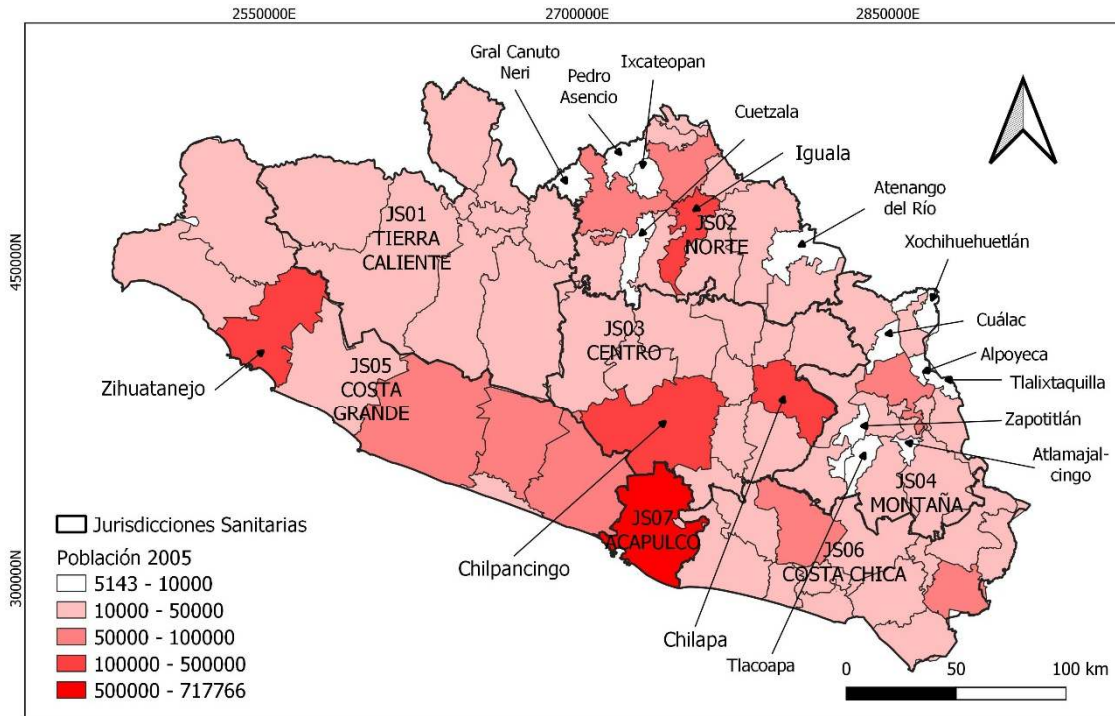 2550000E
2700000E
2850000E
4500000N
3000000N
Gral Canuto
Neri
Pedro
Asencio
Ixcateopan
Cuetzala
Iguala
Atenango
del Río
Xochihuehuetlán
Cuálac
Alpoyeca
Tlalixtaquilla
Zapotitlán
Atlamajal-
cingo
JS01
TIERRA
CALIENTE
JS02
NORTE
JS03
CENTRO
JS05
COSTA
GRANDE
Zihuatanejo
JS04
MONTAÑA
JS07
ACAPULCO
JS06
COSTA CHICA
Chilpancingo
Chilapa
Tlacoapa
Jurisdicciones Sanitarias
Población 2005
5143 - 10000
10000 - 50000
50000 - 100000
100000 - 500000
500000 - 717766
0 50 100 km